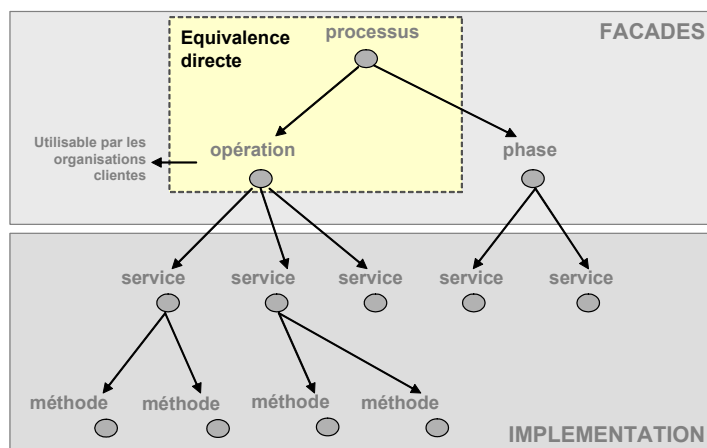 FACADES
processus
Equivalence
directe
Utilisable par les
organisations
clientes
opération
phase
service
service
service
service
service
méthode
méthode
méthode
méthode
IMPLEMENTATION